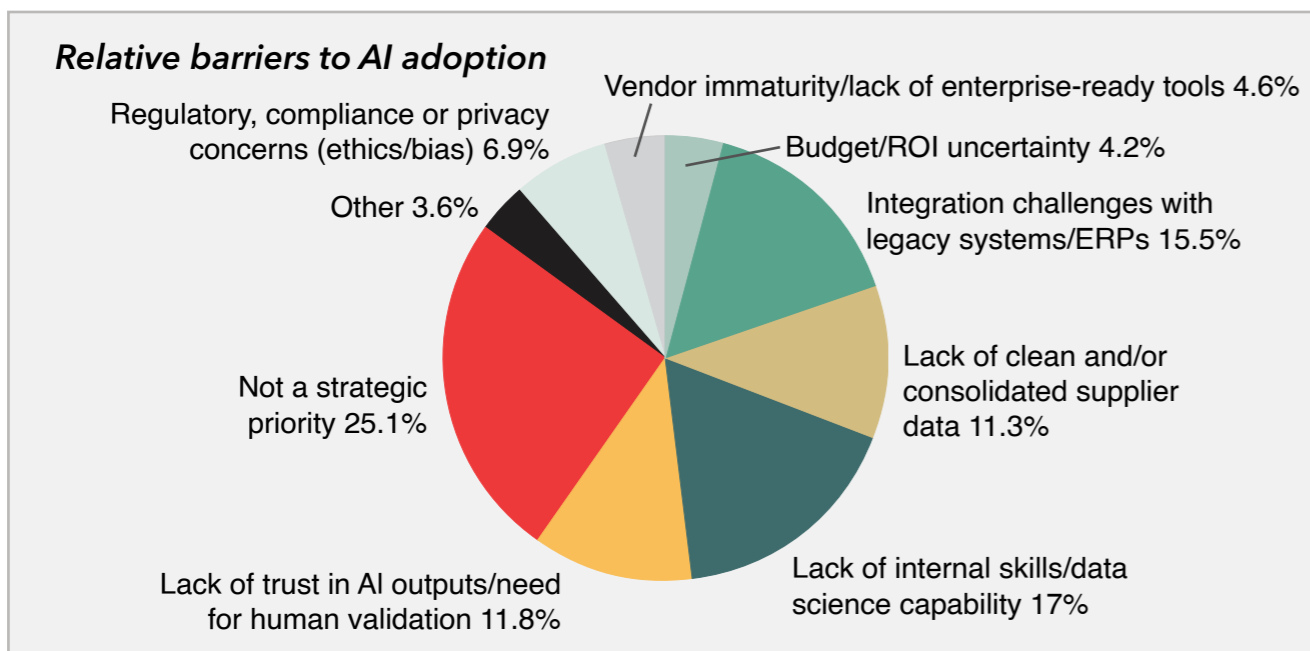 Relative barriers to AI adoption
Vendor immaturity/lack of enterprise-ready tools 4.6%
Budget/ROI uncertainty 4.2%
Integration challenges with
legacy systems/ERPs 15.5%
Lack of clean and/or
consolidated supplier
data 11.3%
Lack of internal skills/data
science capability 17%
Lack of trust in AI outputs/need
for human validation 11.8%
Not a strategic
priority 25.1%
Other 3.6%
Regulatory, compliance or privacy
concerns (ethics/bias) 6.9%